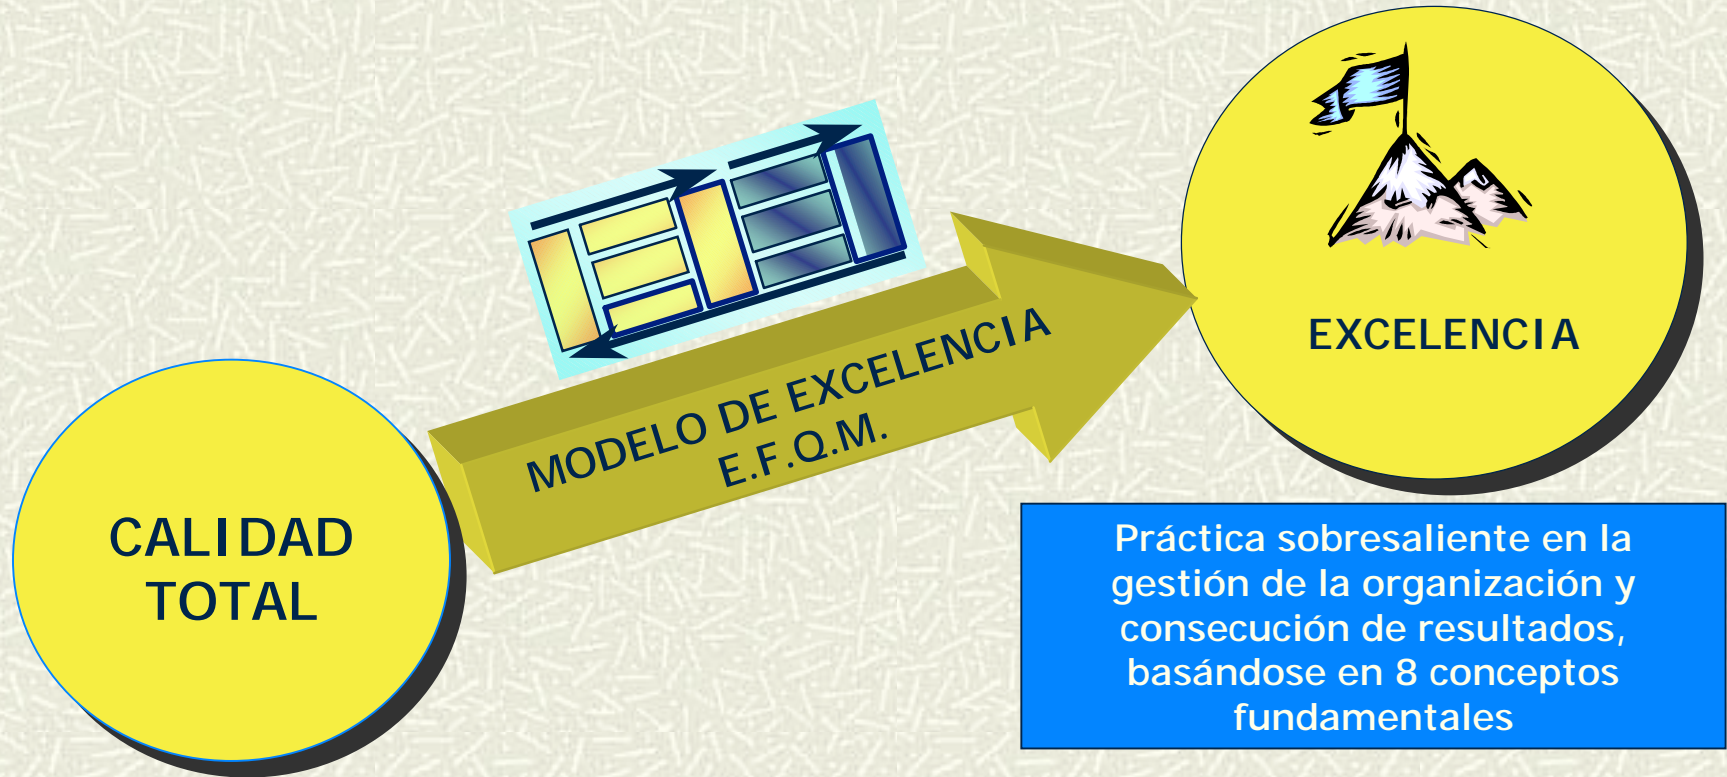 EXCELENCIA
MODELO DE EXCELENCIA
E.F.Q.M.
CALIDAD
TOTAL
Práctica sobresaliente en la
gestión de la organización y
consecución de resultados,
basándose en 8 conceptos
fundamentales